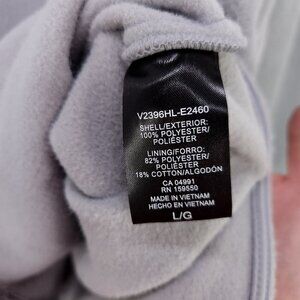 V2396HL-E2460
SHELL/EXTERIOR:
100% POLYESTER/
POLIÉSTER
LINING/FORRO:
82% POLYESTER/
POLIÉSTER
18% COTTON/ALGODÓN
CA 04991
RN 159550
MADE IN VIETNAM
HECHO EN VIETNAM
L/G